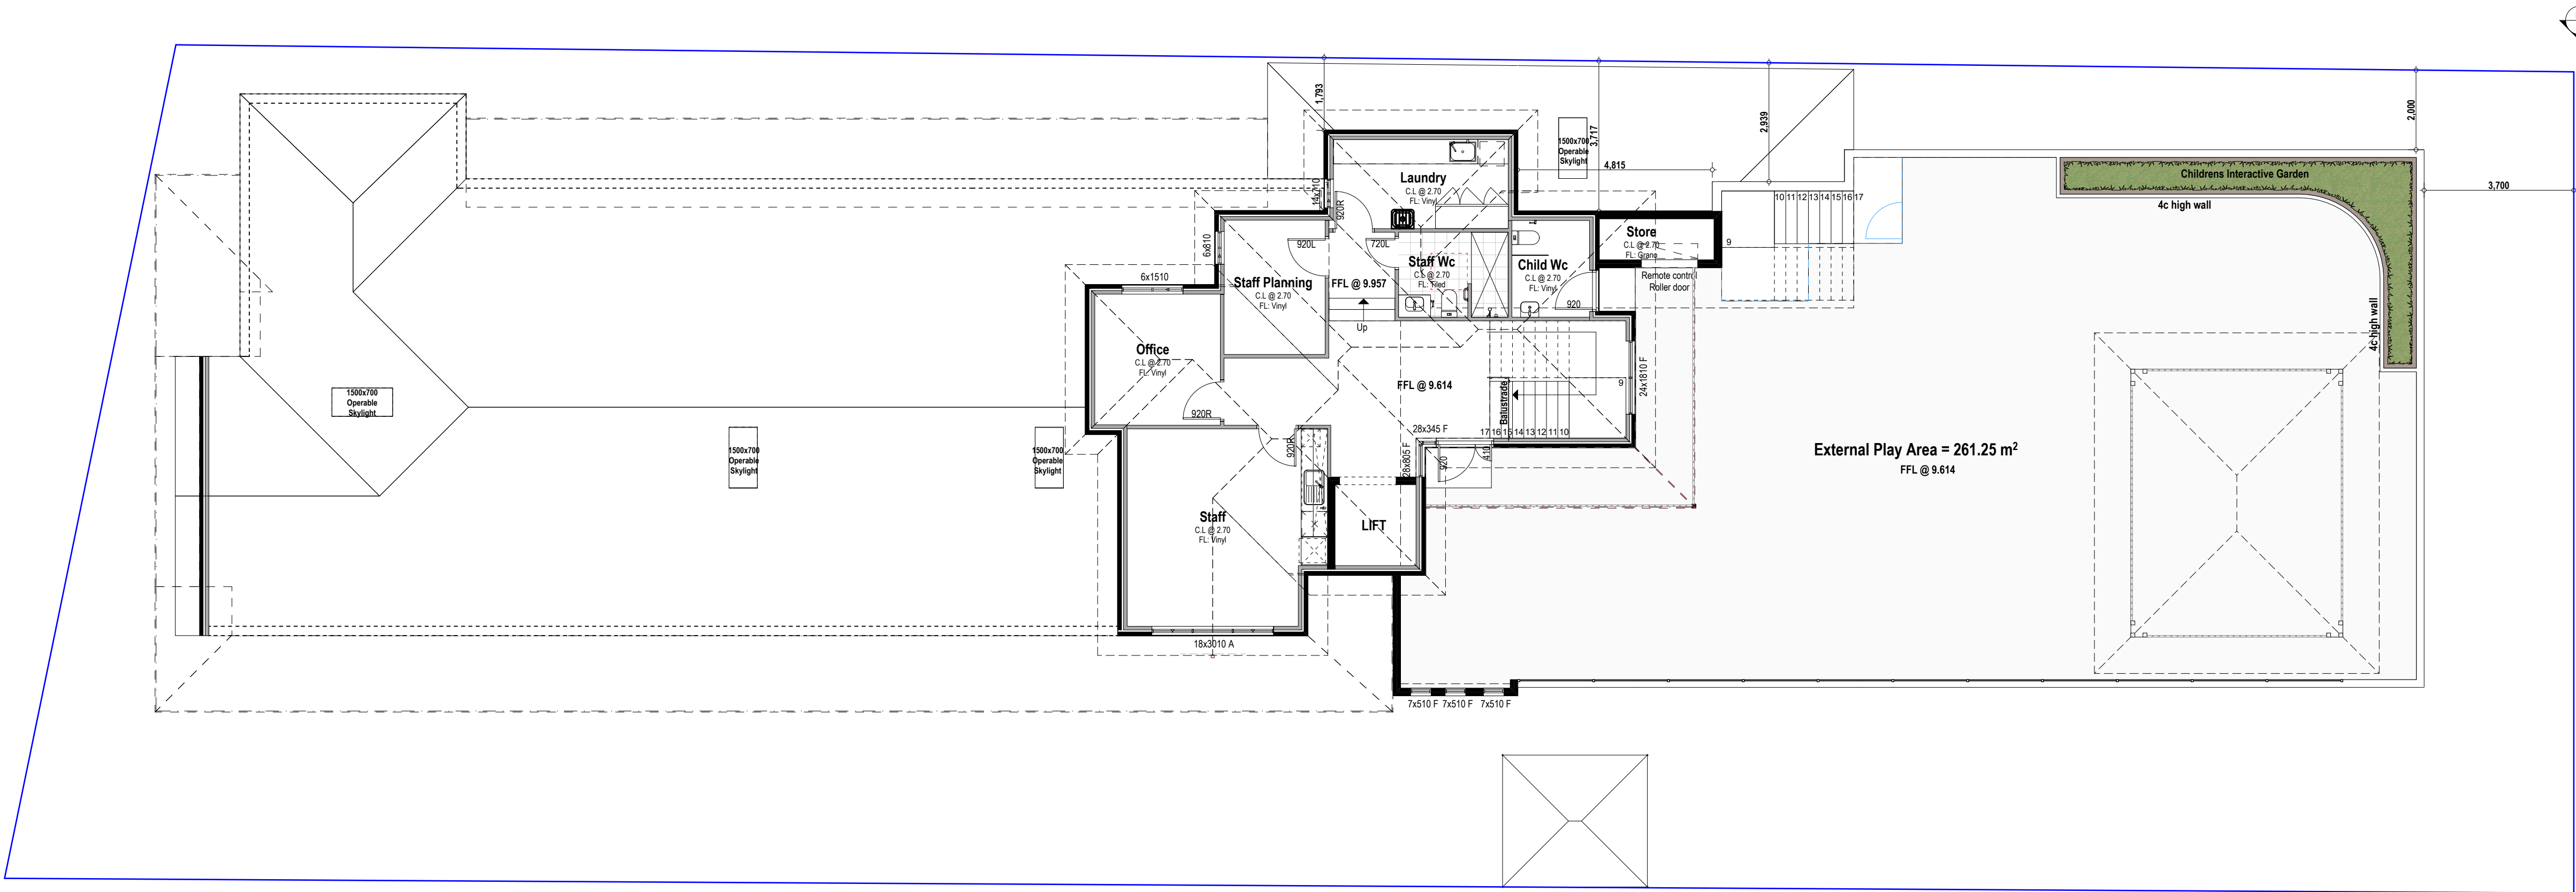 1,793
3,717
2,939
2,000
1500x700
Operable
Skylight
4,815
3,700
Laundry
C.L @ 2.70
FL: Vinyl
14x710
920R
Childrens Interactive Garden
4c high wall
10 11 12 13 14 15 16 17
9
6x810
920L
720L
Store
C.L @ 2.70
FL: Grano
Remote control
Roller door
Staff Planning
C.L @ 2.70
FL: Vinyl
FFL @ 9.957
Up
Staff Wc
C.L @ 2.70
FL: Tiled
Child Wc
C.L @ 2.70
FL: Vinyl
920
6x1510
4c high wall
Office
C.L @ 2.70
FL: Vinyl
920R
FFL @ 9.614
Balustrade
9
24x1810 F
1500x700
Operable
Skylight
17 16 15 14 13 12 11 10
28x345 F
28x805 F
920
410
920R
1500x700
Operable
Skylight
1500x700
Operable
Skylight
External Play Area = 261.25 m²
FFL @ 9.614
Staff
C.L @ 2.70
FL: Vinyl
LIFT
18x3010 A
7x510 F
7x510 F
7x510 F